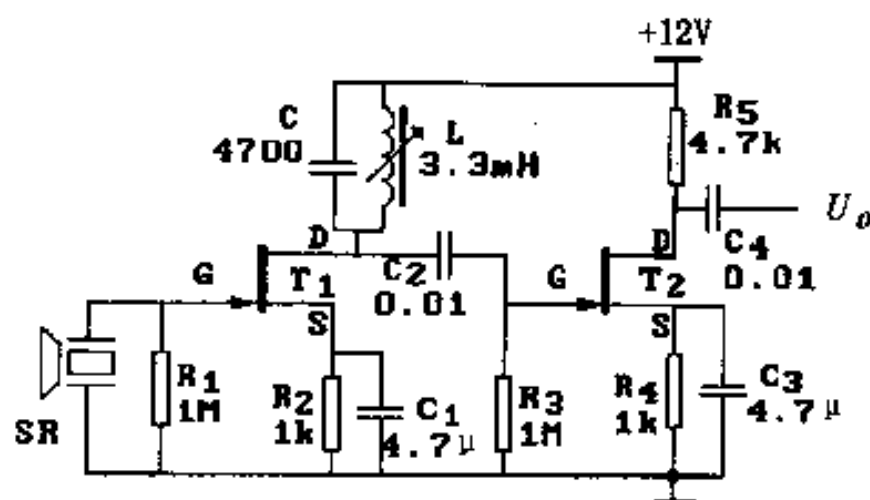 +12V
C
4700
L
3.3mH
R5
4.7k
Uo
D
C2
0.01
D
C4
0.01
G
T1
S
G
T2
S
SR
R1
1M
R2
1k
C1
4.7μ
R3
1M
R4
1k
C3
4.7μ